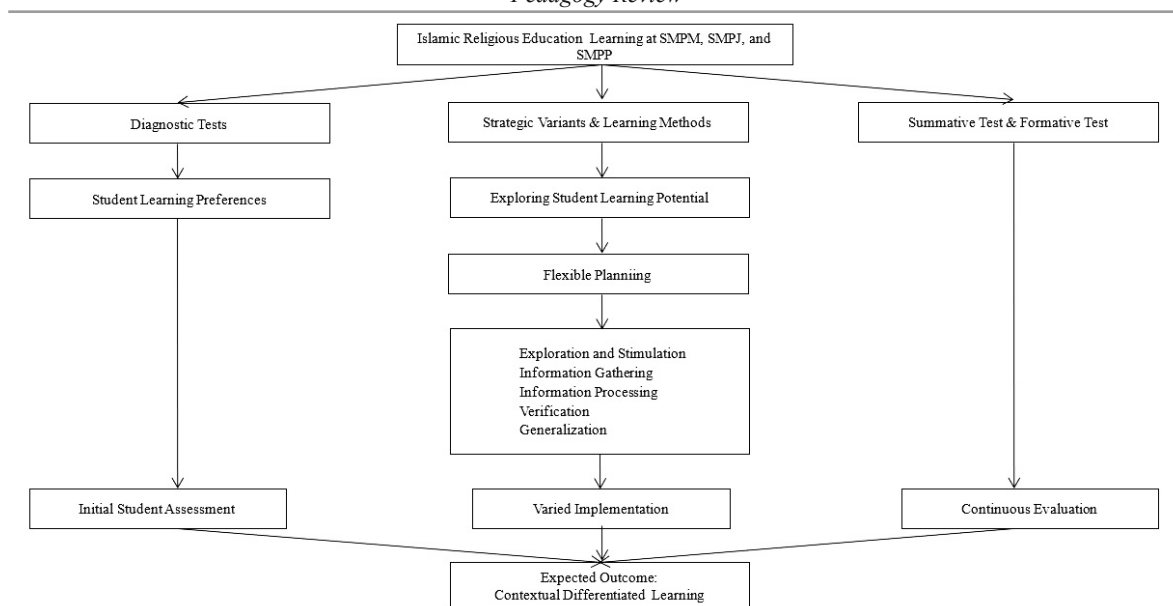 Pedagogy Review
Islamic Religious Education Learning at SMPM, SMPJ, and
SMPP
Diagnostic Tests
Strategic Variants & Learning Methods
Summative Test & Formative Test
Student Learning Preferences
Exploring Student Learning Potential
Flexible Planniing
Exploration and Stimulation
Information Gathering
Information Processing
Verification
Generalization
Initial Student Assessment
Varied Implementation
Continuous Evaluation
Expected Outcome:
Contextual Differentiated Learning